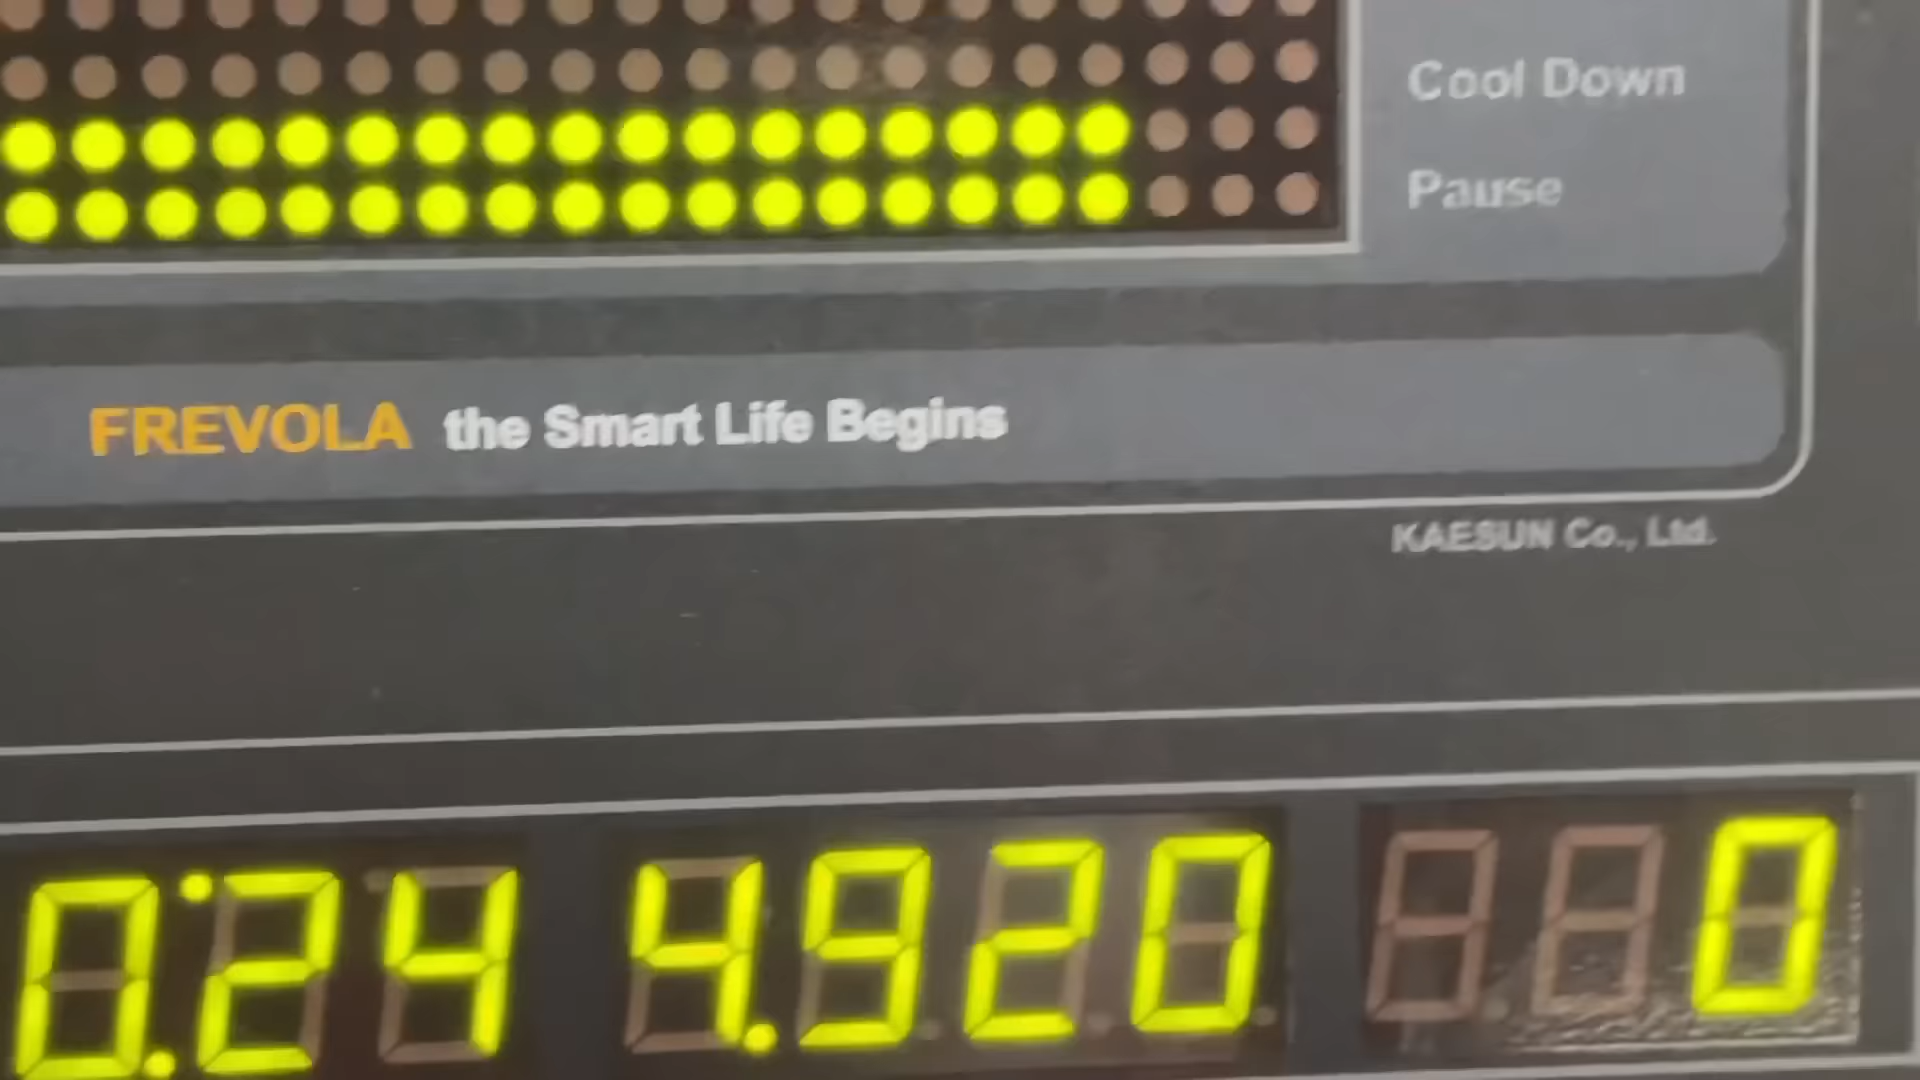 Cool Down
Pause
FREVOLA the Smart Life Begins
KAESUN Co., Ltd.
0:24 4.920 0